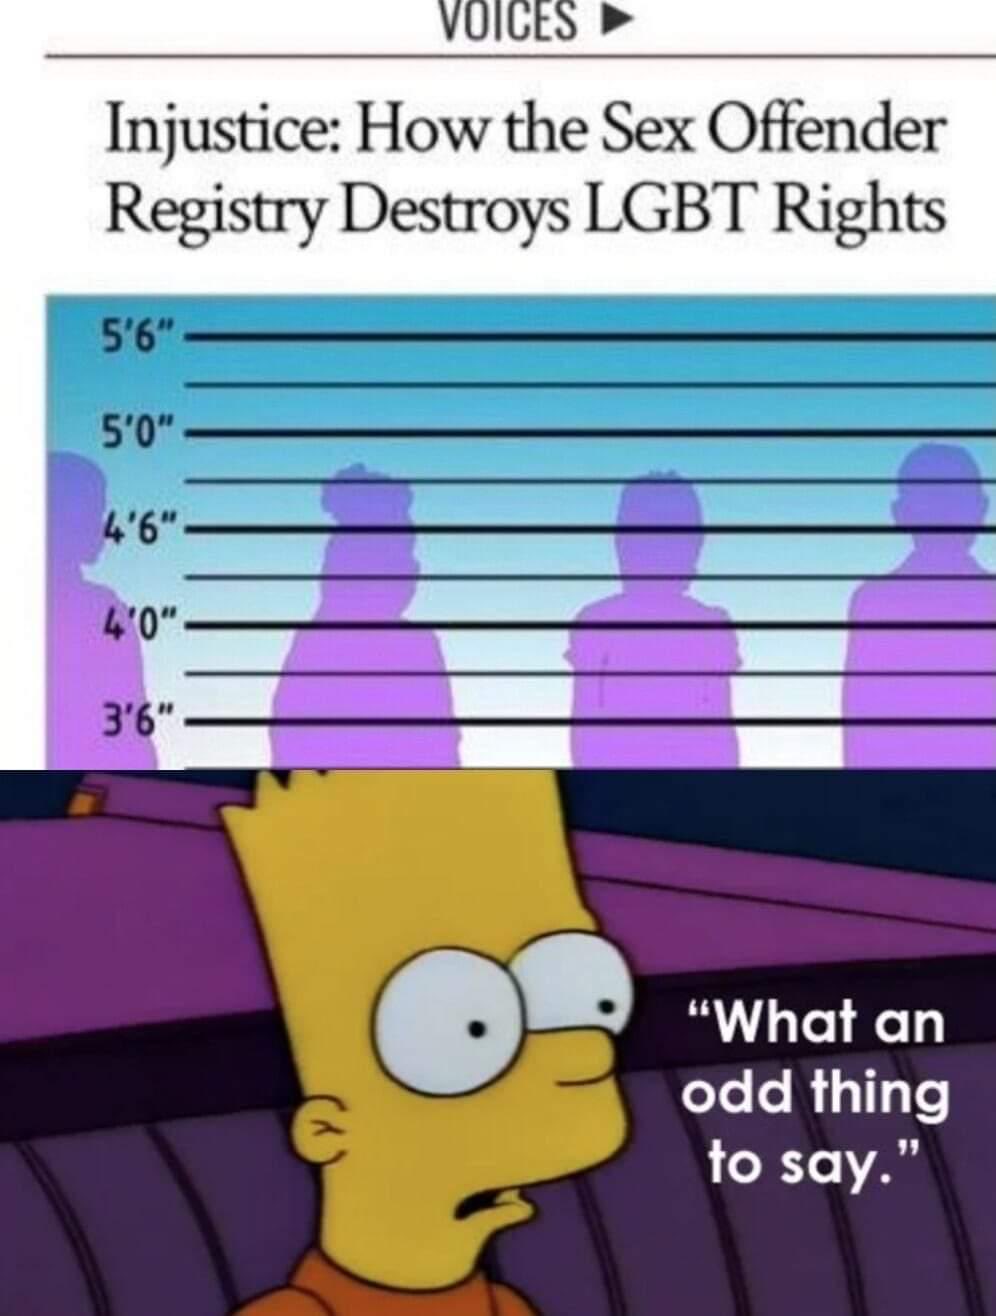 VOICES ▶
Injustice: How the Sex Offender
Registry Destroys LGBT Rights
5'6"
5'0"
4'6"
4'0"
3'6"
“What an
odd thing
to say.”